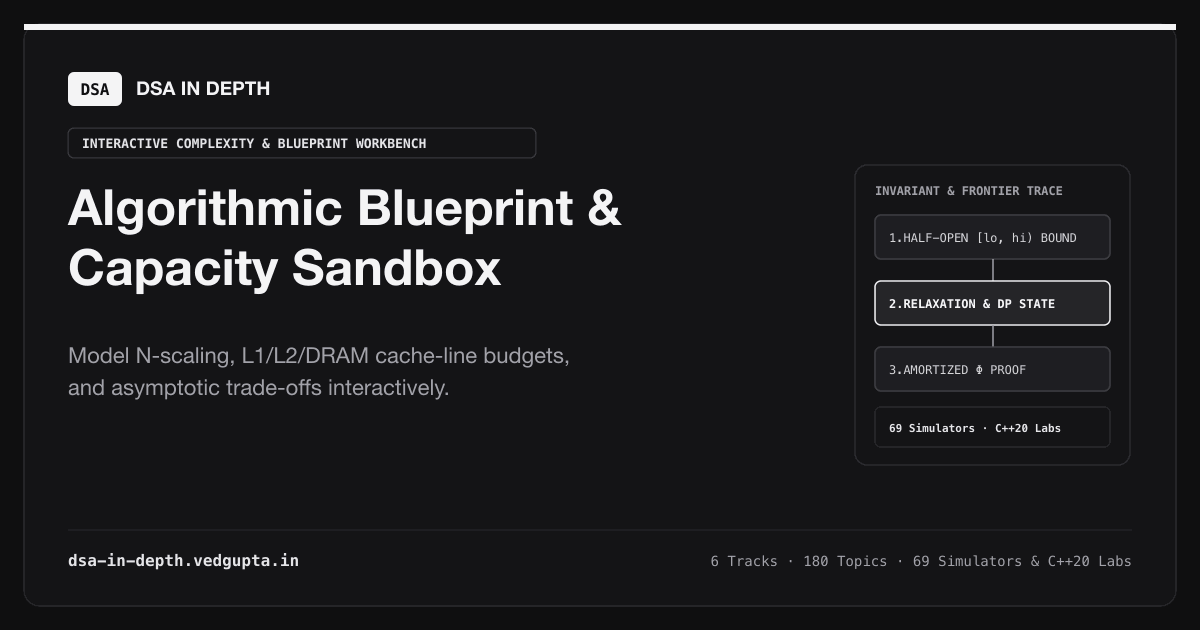 DSA DSA IN DEPTH
INTERACTIVE COMPLEXITY & BLUEPRINT WORKBENCH
Algorithmic Blueprint &
Capacity Sandbox
Model N-scaling, L1/L2/DRAM cache-line budgets,
and asymptotic trade-offs interactively.
INVARIANT & FRONTIER TRACE
1.HALF-OPEN [lo, hi) BOUND
2.RELAXATION & DP STATE
3.AMORTIZED Φ PROOF
69 Simulators · C++20 Labs
dsa-in-depth.vedgupta.in
6 Tracks · 180 Topics · 69 Simulators & C++20 Labs